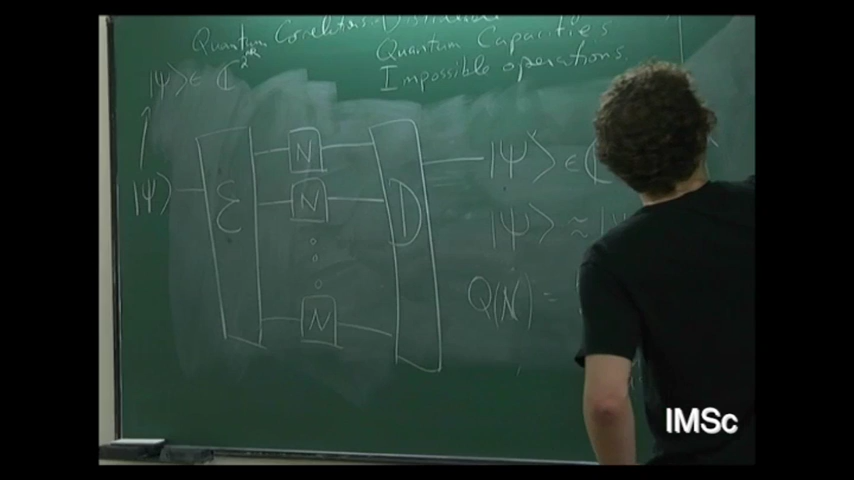 Quantum Correlations
Quantum Capacities
Impossible operations.
|ψ> ∈ ℂ
|ψ>
ℰ
N
N
N
D
|ψ> ∈ ℂ
|ψ> ≈ |ψ
Q(N) =
IMSc